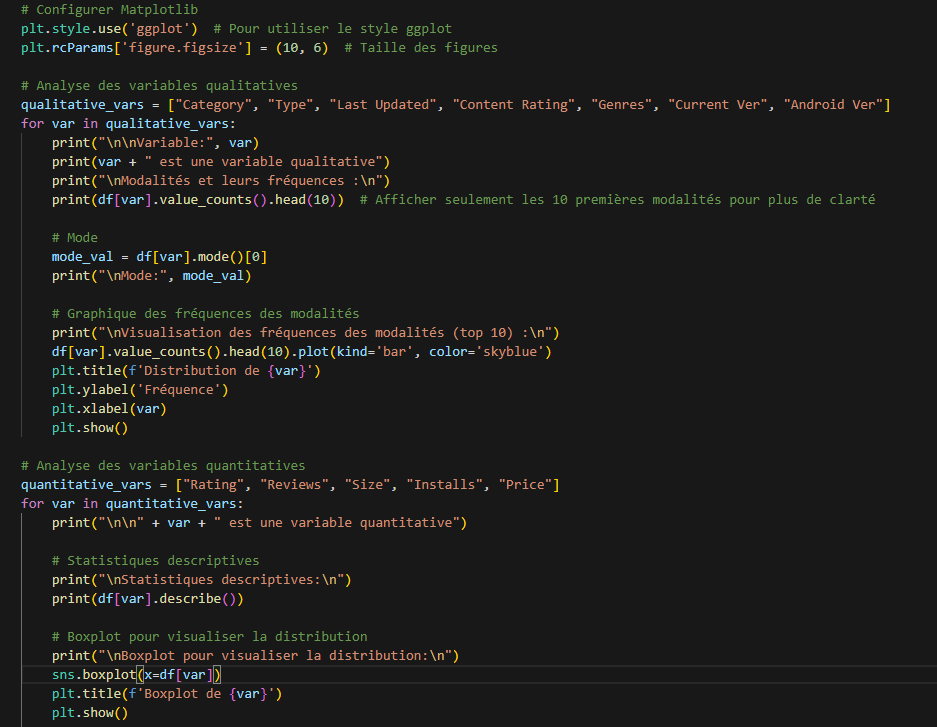 # Configurer Matplotlib
plt.style.use('ggplot')  # Pour utiliser le style ggplot
plt.rcParams['figure.figsize'] = (10, 6)  # Taille des figures

# Analyse des variables qualitatives
qualitative_vars = ["Category", "Type", "Last Updated", "Content Rating", "Genres", "Current Ver", "Android Ver"]
for var in qualitative_vars:
    print("\n\nVariable:", var)
    print(var + " est une variable qualitative")
    print("\nModalités et leurs fréquences :\n")
    print(df[var].value_counts().head(10))  # Afficher seulement les 10 premières modalités pour plus de clarté

    # Mode
    mode_val = df[var].mode()[0]
    print("\nMode:", mode_val)

    # Graphique des fréquences des modalités
    print("\nVisualisation des fréquences des modalités (top 10) :\n")
    df[var].value_counts().head(10).plot(kind='bar', color='skyblue')
    plt.title(f'Distribution de {var}')
    plt.ylabel('Fréquence')
    plt.xlabel(var)
    plt.show()

# Analyse des variables quantitatives
quantitative_vars = ["Rating", "Reviews", "Size", "Installs", "Price"]
for var in quantitative_vars:
    print("\n\n" + var + " est une variable quantitative")

    # Statistiques descriptives
    print("\nStatistiques descriptives:\n")
    print(df[var].describe())

    # Boxplot pour visualiser la distribution
    print("\nBoxplot pour visualiser la distribution:\n")
    sns.boxplot(x=df[var])
    plt.title(f'Boxplot de {var}')
    plt.show()